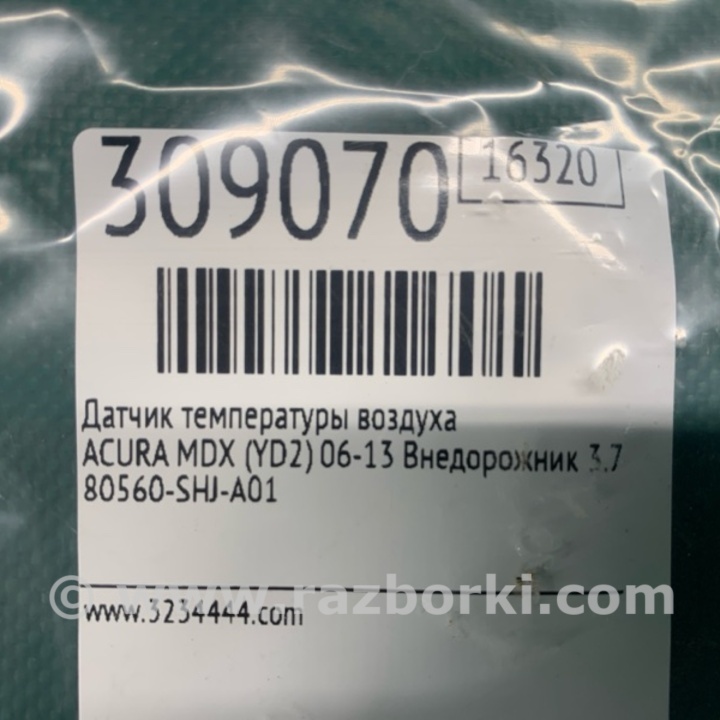 309070 16320
Датчик температуры воздуха
ACURA MDX (YD2) 06-13 Внедорожник 3.7
80560-SHJ-A01
© www.razborki.com
www.3234444.com